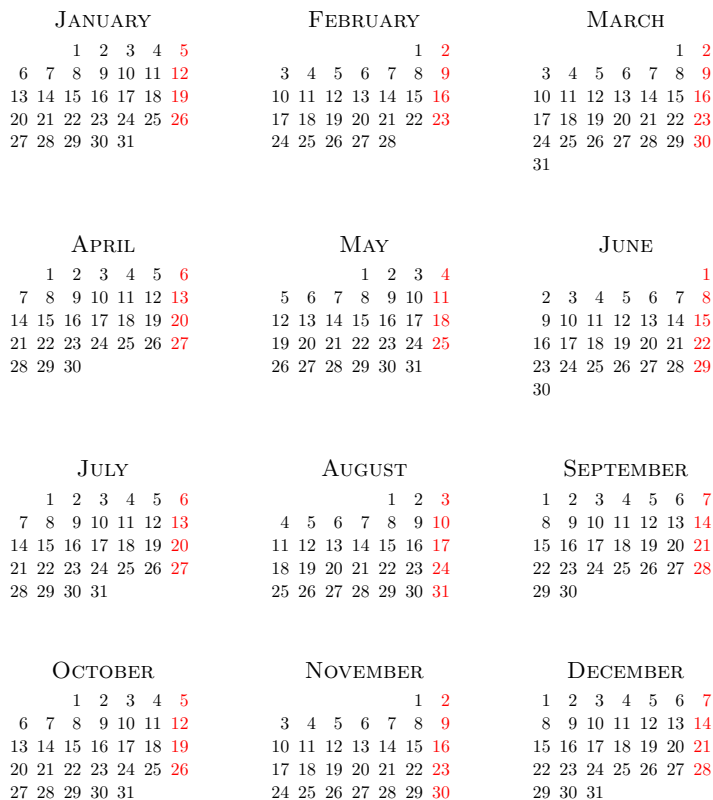 January February March
1 2 3 4 5 1 2 1 2
6 7 8 9 10 11 12 3 4 5 6 7 8 9 3 4 5 6 7 8 9
13 14 15 16 17 18 19 10 11 12 13 14 15 16 10 11 12 13 14 15 16
20 21 22 23 24 25 26 17 18 19 20 21 22 23 17 18 19 20 21 22 23
27 28 29 30 31 24 25 26 27 28 24 25 26 27 28 29 30
31
April May June
1 2 3 4 5 6 1 2 3 4 1
7 8 9 10 11 12 13 5 6 7 8 9 10 11 2 3 4 5 6 7 8
14 15 16 17 18 19 20 12 13 14 15 16 17 18 9 10 11 12 13 14 15
21 22 23 24 25 26 27 19 20 21 22 23 24 25 16 17 18 19 20 21 22
28 29 30 26 27 28 29 30 31 23 24 25 26 27 28 29
30
July August September
1 2 3 4 5 6 1 2 3 1 2 3 4 5 6 7
7 8 9 10 11 12 13 4 5 6 7 8 9 10 8 9 10 11 12 13 14
14 15 16 17 18 19 20 11 12 13 14 15 16 17 15 16 17 18 19 20 21
21 22 23 24 25 26 27 18 19 20 21 22 23 24 22 23 24 25 26 27 28
28 29 30 31 25 26 27 28 29 30 31 29 30
October November December
1 2 3 4 5 1 2 1 2 3 4 5 6 7
6 7 8 9 10 11 12 3 4 5 6 7 8 9 8 9 10 11 12 13 14
13 14 15 16 17 18 19 10 11 12 13 14 15 16 15 16 17 18 19 20 21
20 21 22 23 24 25 26 17 18 19 20 21 22 23 22 23 24 25 26 27 28
27 28 29 30 31 24 25 26 27 28 29 30 29 30 31